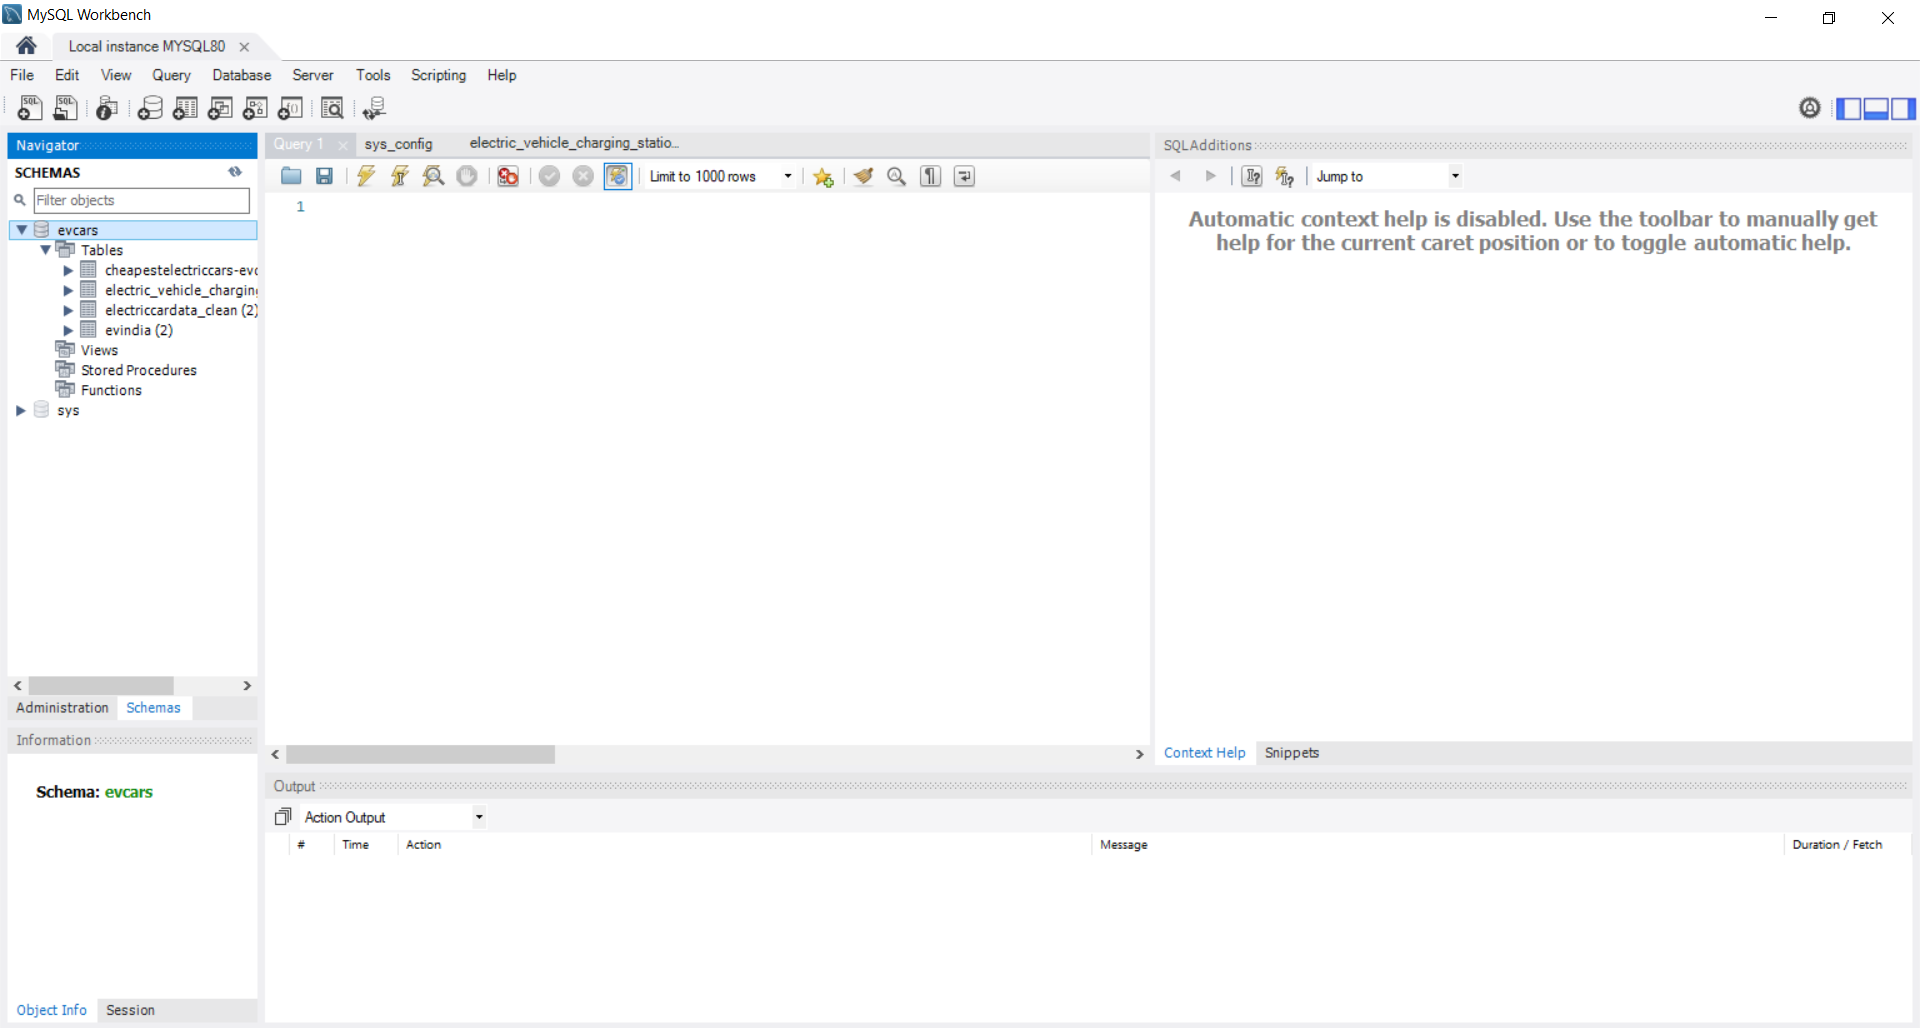 MySQL Workbench
Local instance MYSQL80
File Edit View Query Database Server Tools Scripting Help
Navigator
SCHEMAS
Filter objects
evcars
Tables
cheapestelectriccars-evc
electric_vehicle_charging
electriccardata_clean (2)
evindia (2)
Views
Stored Procedures
Functions
sys
Administration Schemas
Information
Schema: evcars
Object Info Session
Query 1 sys_config electric_vehicle_charging_statio...
Limit to 1000 rows
1
SQLAdditions
Jump to
Automatic context help is disabled. Use the toolbar to manually get
help for the current caret position or to toggle automatic help.
Context Help Snippets
Output
Action Output
# Time Action Message Duration / Fetch